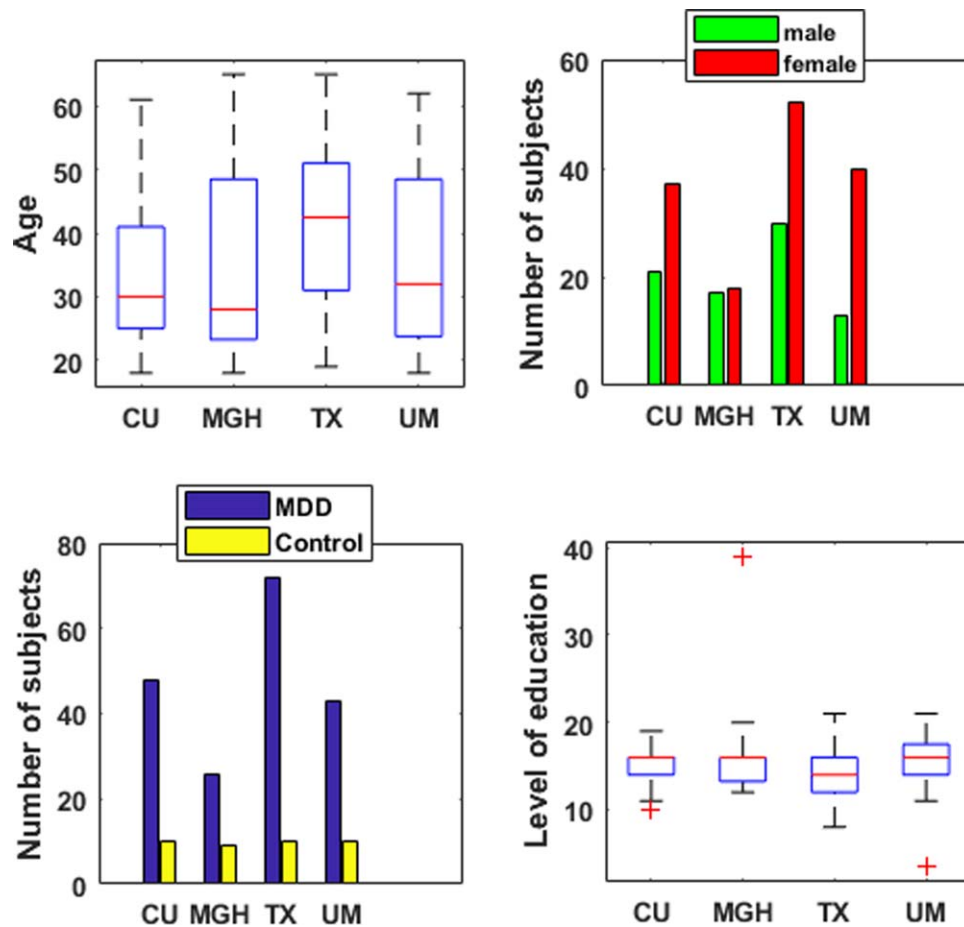 Age
60
50
40
30
20
CU MGH TX UM
male
female
Number of subjects
60
40
20
0
CU MGH TX UM
MDD
Control
Number of subjects
80
60
40
20
0
CU MGH TX UM
Level of education
40
30
20
10
CU MGH TX UM